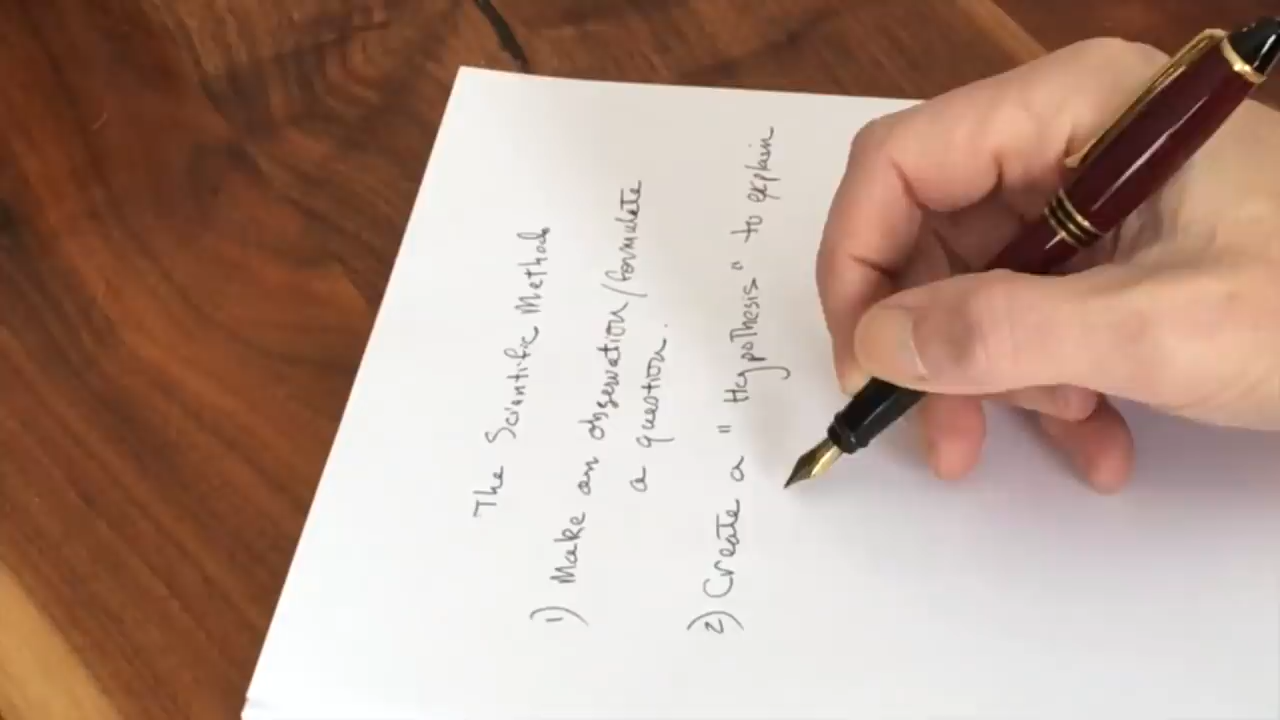 The Scientific Method
1) Make an observation/formulate
a question.
2) Create a "Hypothesis" to explain